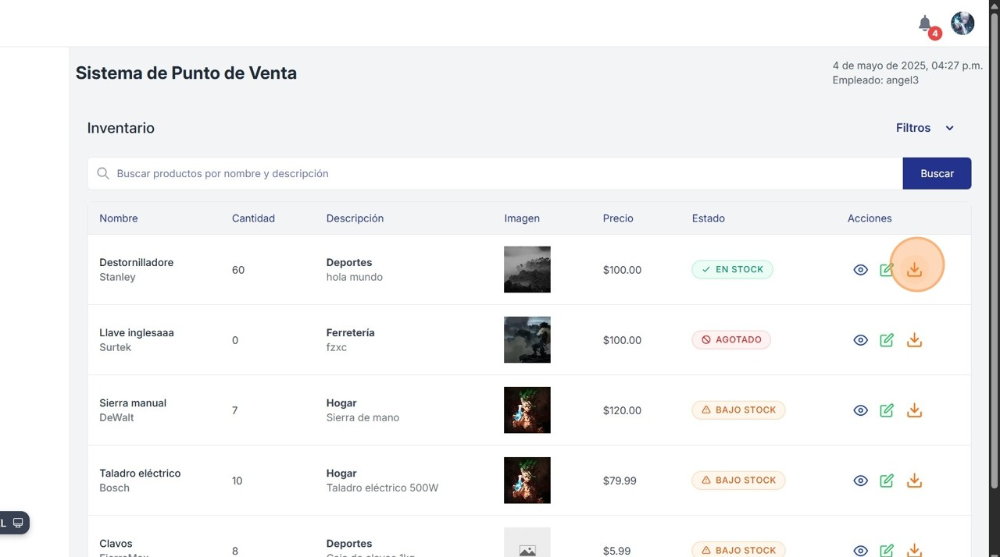 4
Sistema de Punto de Venta
4 de mayo de 2025, 04:27 p.m.
Empleado: angel3
Inventario
Filtros
Buscar productos por nombre y descripción
Buscar
Nombre Cantidad Descripción Imagen Precio Estado Acciones
Destornilladore
Stanley
60
Deportes
hola mundo
$100.00
EN STOCK
Llave inglesaaa
Surtek
0
Ferretería
fzxc
$100.00
AGOTADO
Sierra manual
DeWalt
7
Hogar
Sierra de mano
$120.00
BAJO STOCK
Taladro eléctrico
Bosch
10
Hogar
Taladro eléctrico 500W
$79.99
BAJO STOCK
L
Clavos
8
Deportes
$5.99
BAJO STOCK